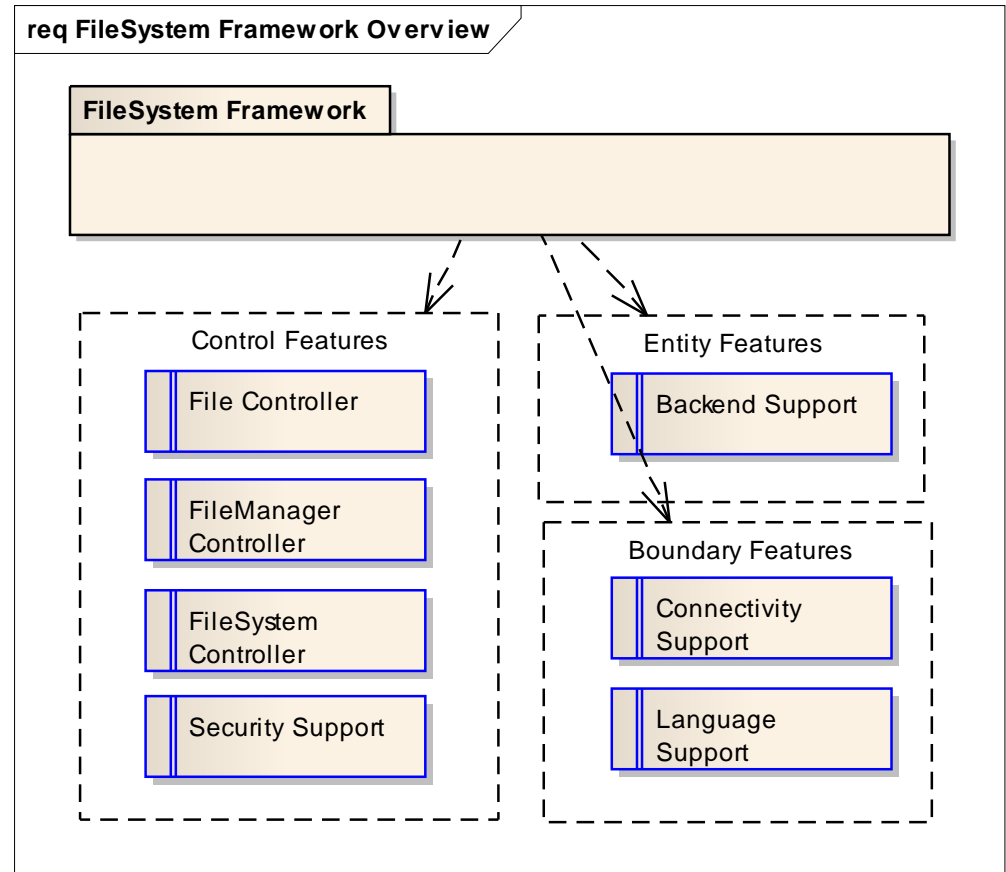 req FileSystem Framework Overview
FileSystem Framework
Control Features
File Controller
FileManager
Controller
FileSystem
Controller
Security Support
Entity Features
Backend Support
Boundary Features
Connectivity
Support
Language
Support